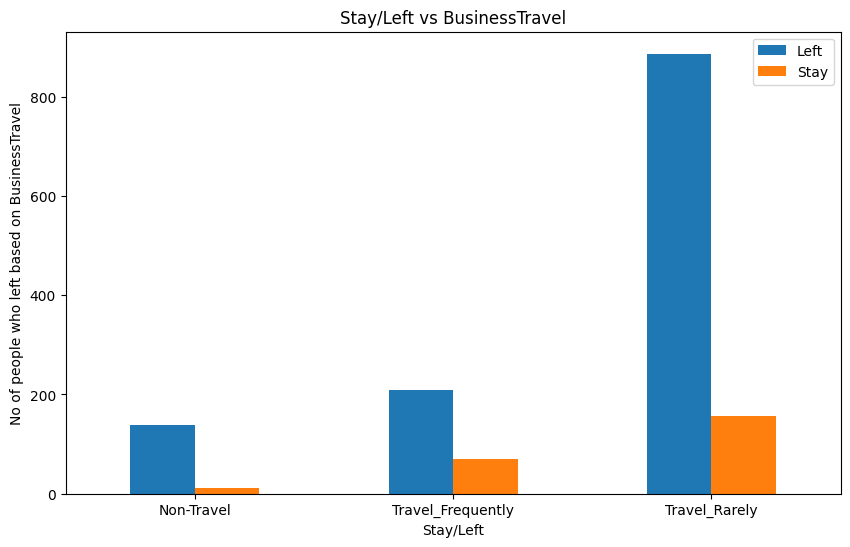 Stay/Left vs BusinessTravel
Left
Stay
No of people who left based on BusinessTravel
800
600
400
200
0
Non-Travel
Travel_Frequently
Travel_Rarely
Stay/Left